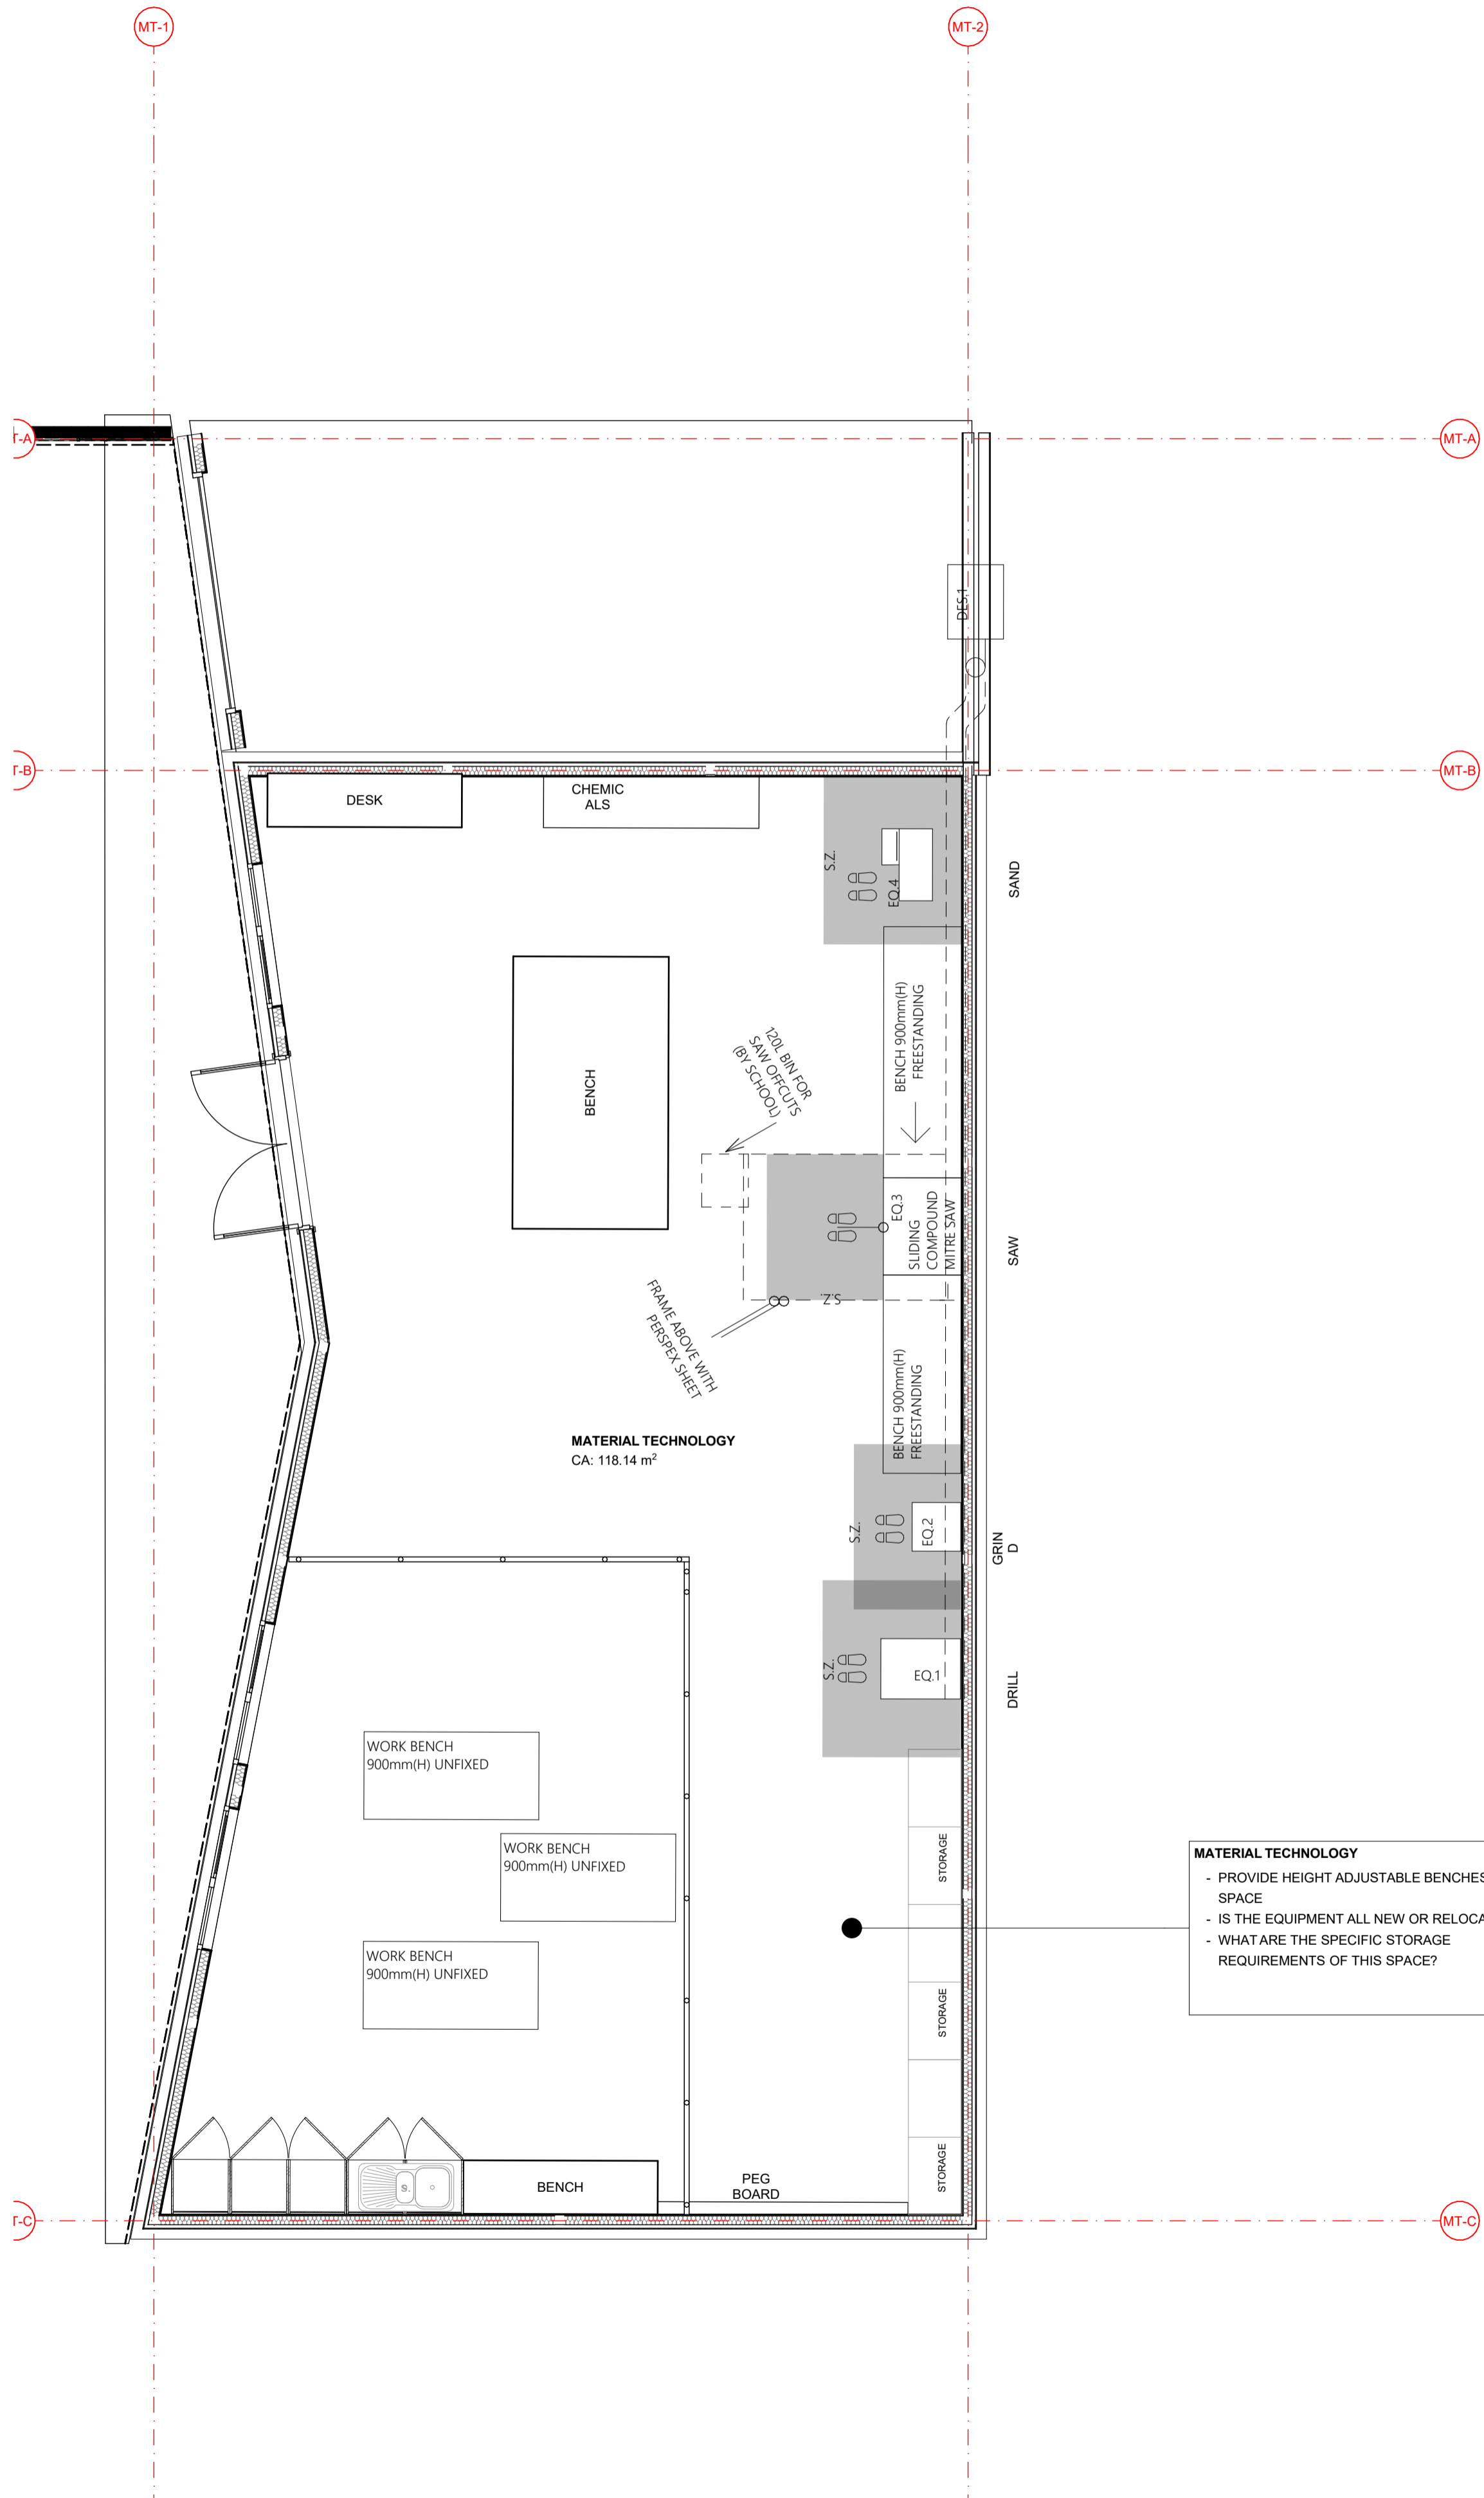 MT-1
MT-2
T-A
MT-A
DES.1
T-B
MT-B
DESK
CHEMIC
ALS
S.Z.
EQ.4
SAND
BENCH 900mm(H)
FREESTANDING
120L BIN FOR
SAW OFFCUTS
(BY SCHOOL)
BENCH
EQ.3
SLIDING
COMPOUND
MITRE SAW
SAW
S.Z.
FRAME ABOVE WITH
PERSPEX SHEET
BENCH 900mm(H)
FREESTANDING
MATERIAL TECHNOLOGY
CA: 118.14 m²
S.Z.
EQ.2
GRIN
D
S.Z.
EQ.1
DRILL
WORK BENCH
900mm(H) UNFIXED
WORK BENCH
900mm(H) UNFIXED
STORAGE
MATERIAL TECHNOLOGY
- PROVIDE HEIGHT ADJUSTABLE BENCHES
SPACE
- IS THE EQUIPMENT ALL NEW OR RELOCA
- WHAT ARE THE SPECIFIC STORAGE
REQUIREMENTS OF THIS SPACE?
WORK BENCH
900mm(H) UNFIXED
STORAGE
STORAGE
S.
BENCH
PEG
BOARD
T-C
MT-C